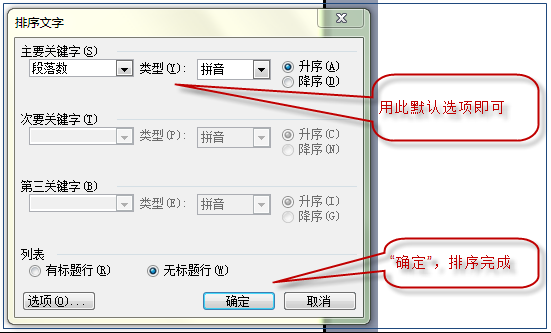 排序文字
主要关键字(S)
段落数 类型(Y): 拼音 升序(A)
降序(D)
用此默认选项即可
次要关键字(T)
类型(P): 拼音 升序(C)
降序(N)
第三关键字(B)
类型(E): 拼音 升序(I)
降序(G)
列表
有标题行(R) 无标题行(W)
“确定”，排序完成
选项(O)... 确定 取消